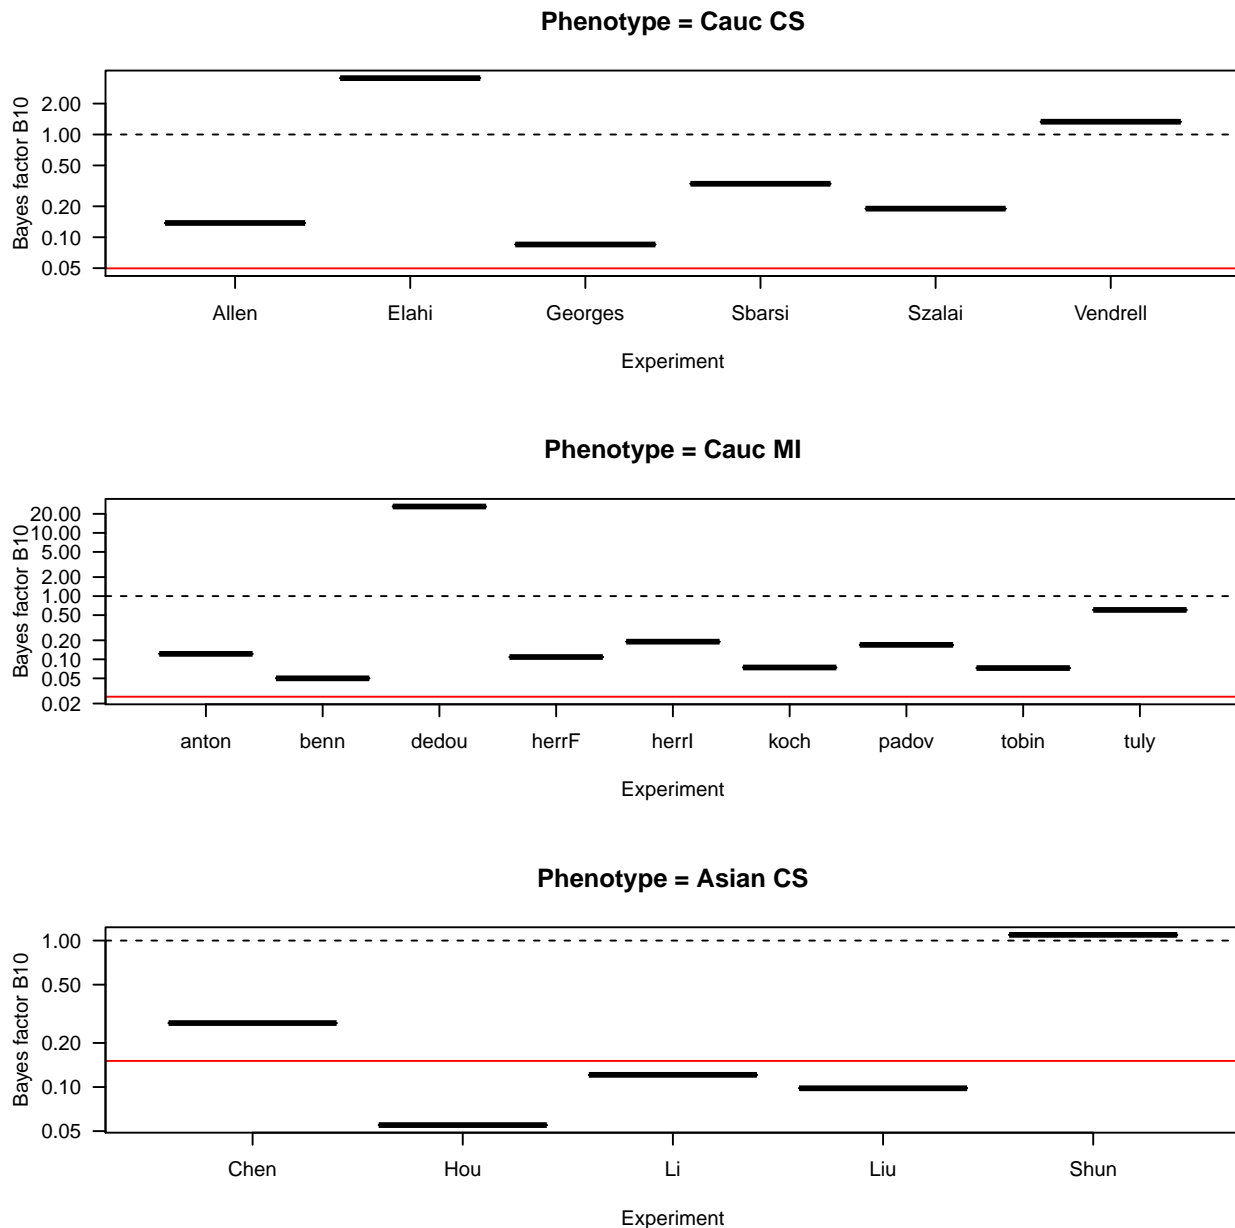 Phenotype = Cauc CS
Bayes factor B10
2.00
1.00
0.50
0.20
0.10
0.05
Allen Elahi Georges Sbarsi Szalai Vendrell
Experiment
Phenotype = Cauc MI
Bayes factor B10
20.00
10.00
5.00
2.00
1.00
0.50
0.20
0.10
0.05
0.02
anton benn dedou herrF herrI koch padov tobin tuly
Experiment
Phenotype = Asian CS
Bayes factor B10
1.00
0.50
0.20
0.10
0.05
Chen Hou Li Liu Shun
Experiment